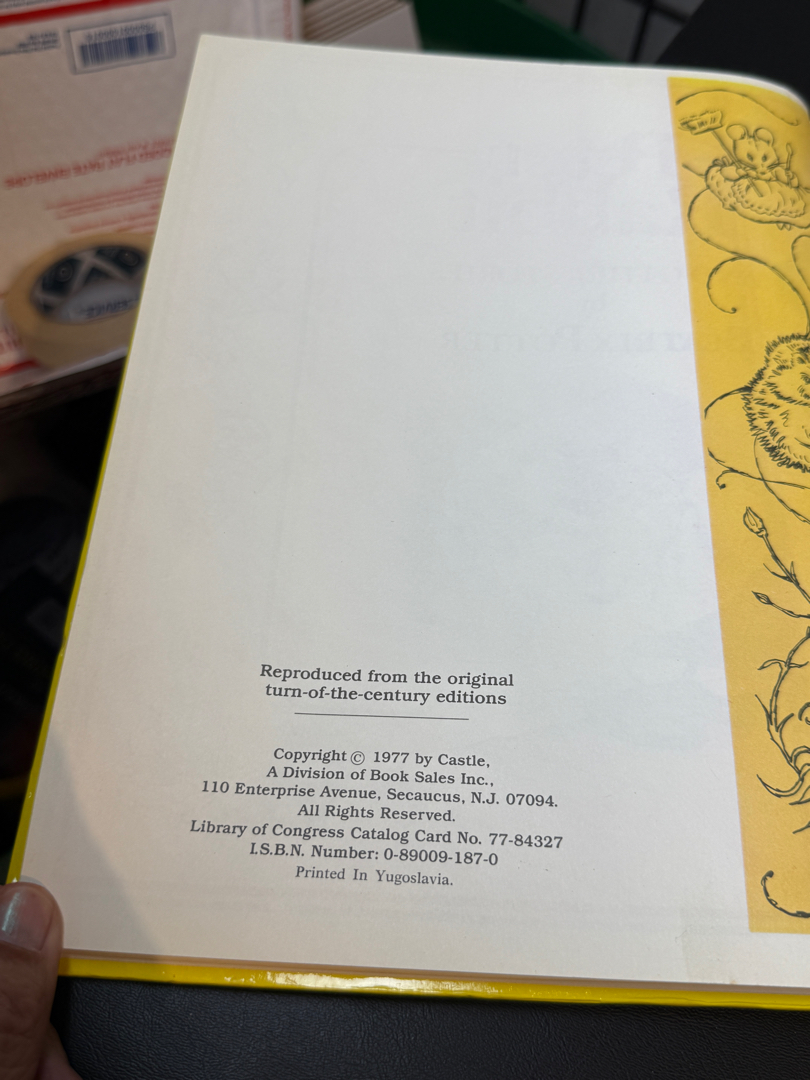 Reproduced from the original
turn-of-the-century editions
Copyright © 1977 by Castle,
A Division of Book Sales Inc.,
110 Enterprise Avenue, Secaucus, N.J. 07094.
All Rights Reserved.
Library of Congress Catalog Card No. 77-84327
I.S.B.N. Number: 0-89009-187-0
Printed In Yugoslavia.